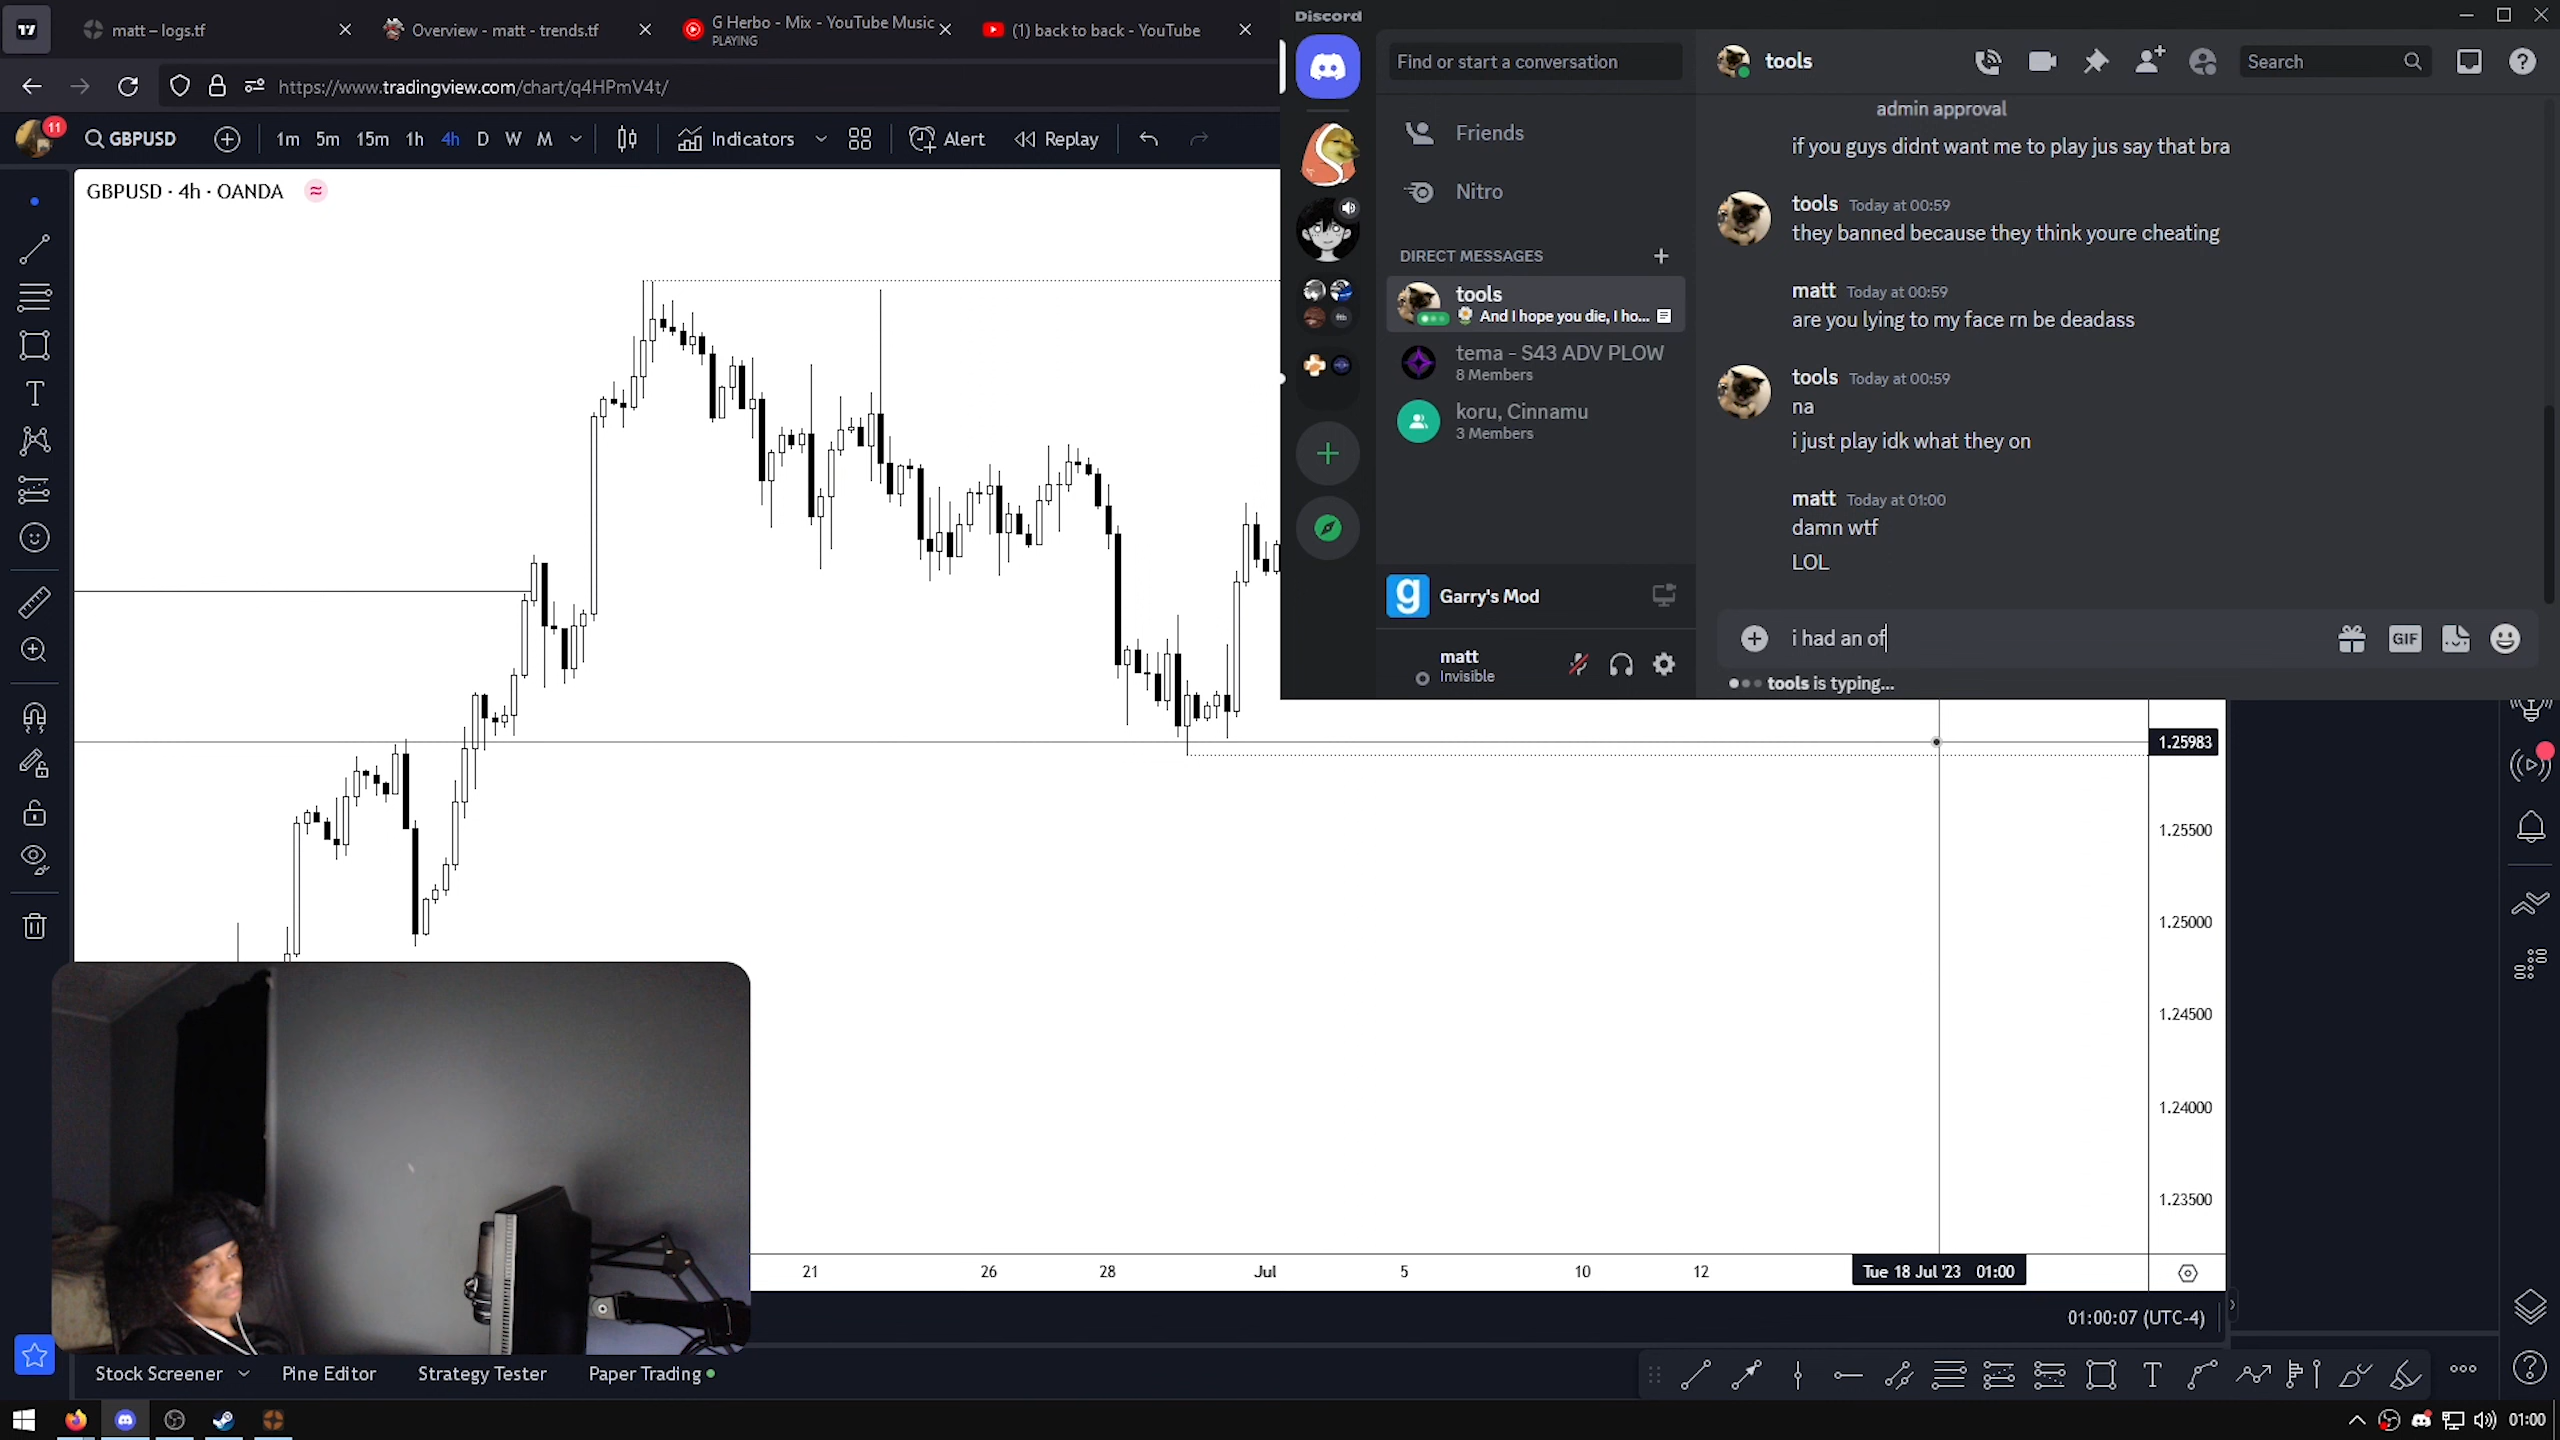 matt – logs.tf
Overview - matt - trends.tf
G Herbo - Mix - YouTube Music
PLAYING
(1) back to back - YouTube
https://www.tradingview.com/chart/q4HPmV4t/
11
GBPUSD
1m 5m 15m 1h 4h D W M
Indicators
Alert
Replay
GBPUSD · 4h · OANDA
Discord
Find or start a conversation
Friends
Nitro
DIRECT MESSAGES
tools
And I hope you die, I ho...
tema - S43 ADV PLOW
8 Members
koru, Cinnamu
3 Members
Garry's Mod
matt
Invisible
tools
Search
admin approval
if you guys didnt want me to play jus say that bra
tools Today at 00:59
they banned because they think youre cheating
matt Today at 00:59
are you lying to my face rn be deadass
tools Today at 00:59
na
i just play idk what they on
matt Today at 01:00
damn wtf
LOL
i had an of
GIF
tools is typing...
1.25983
1.25500
1.25000
1.24500
1.24000
1.23500
21 26 28 Jul 5 10 12 Tue 18 Jul '23 01:00
01:00:07 (UTC-4)
Stock Screener
Pine Editor
Strategy Tester
Paper Trading
01:00